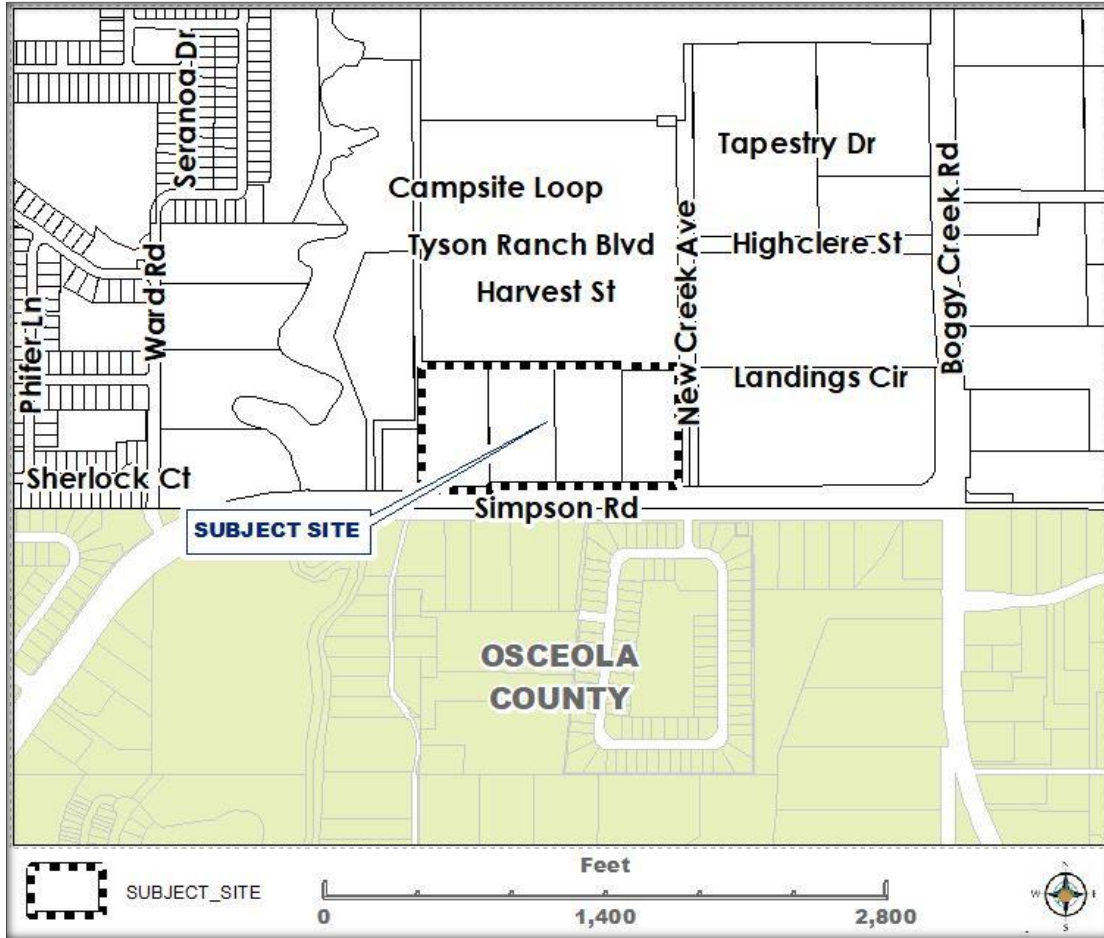 Seranoa Dr
Tapestry Dr
Campsite Loop
Tyson Ranch Blvd
Highclere St
Harvest St
New Creek Ave
Boggy Creek Rd
Ward Rd
Phifer Ln
Landings Cir
Sherlock Ct
Simpson Rd
SUBJECT SITE
OSCEOLA
COUNTY
SUBJECT_SITE
Feet
0
1,400
2,800
N
W
E
S